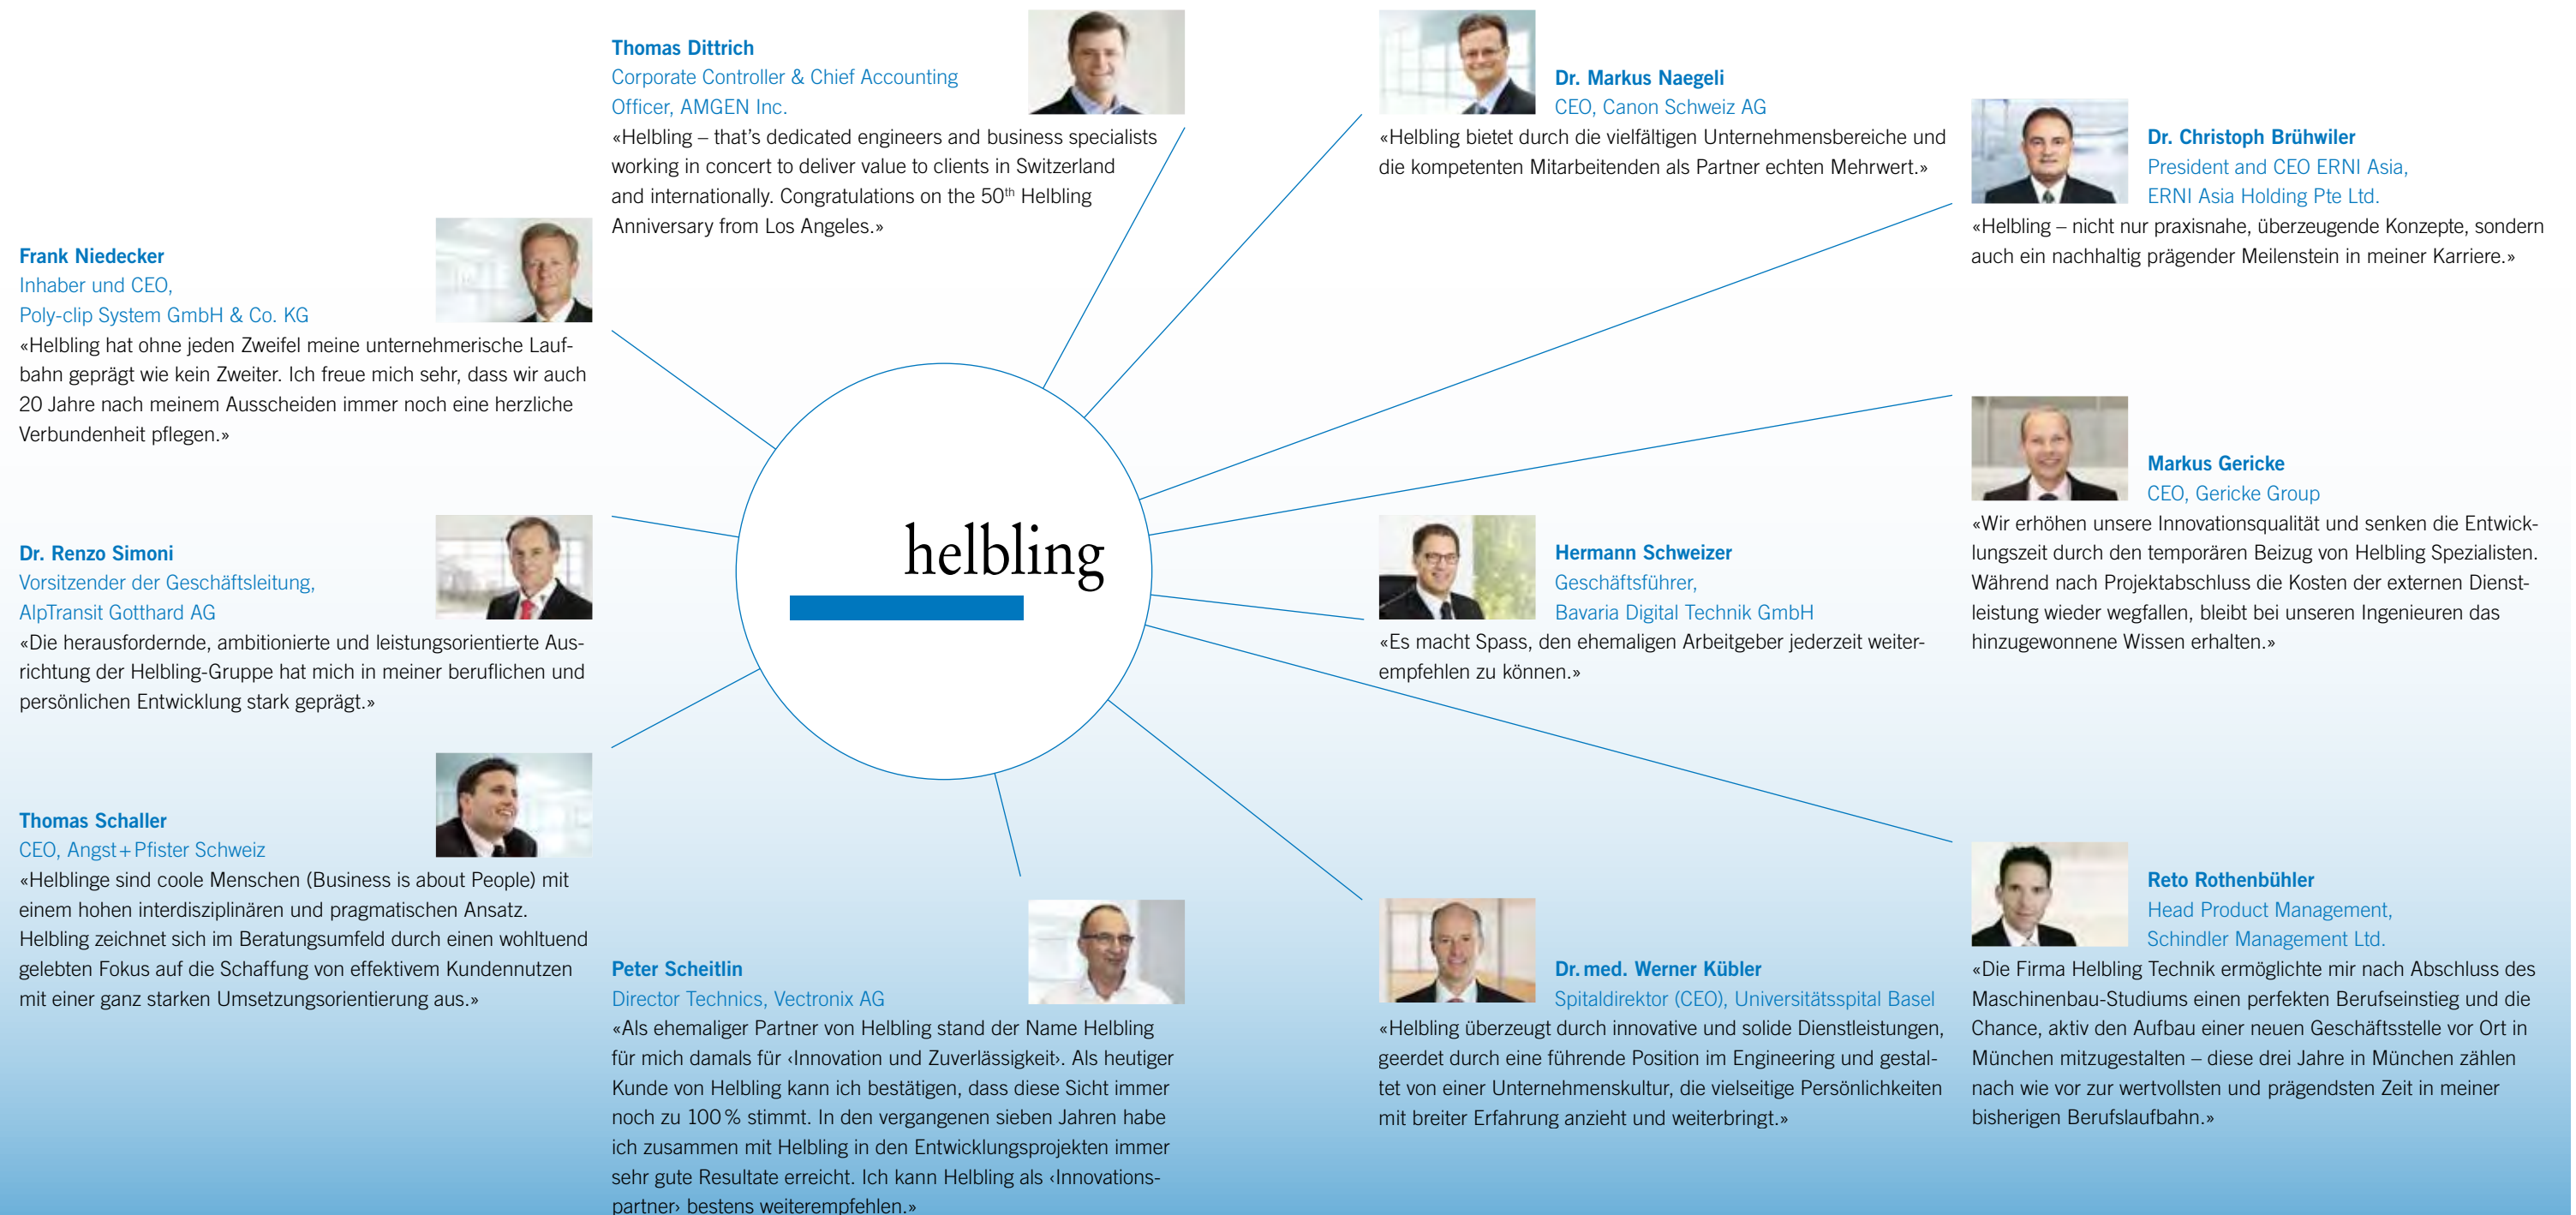 Thomas Dittrich
Corporate Controller & Chief Accounting
Officer, AMGEN Inc.
«Helbling – that’s dedicated engineers and business specialists
working in concert to deliver value to clients in Switzerland
and internationally. Congratulations on the 50th Helbling
Anniversary from Los Angeles.»
Dr. Markus Naegeli
CEO, Canon Schweiz AG
«Helbling bietet durch die vielfältigen Unternehmensbereiche und
die kompetenten Mitarbeitenden als Partner echten Mehrwert.»
Dr. Christoph Brühwiler
President and CEO ERNI Asia,
ERNI Asia Holding Pte Ltd.
«Helbling – nicht nur praxisnahe, überzeugende Konzepte, sondern
auch ein nachhaltig prägender Meilenstein in meiner Karriere.»
Frank Niedecker
Inhaber und CEO,
Poly-clip System GmbH & Co. KG
«Helbling hat ohne jeden Zweifel meine unternehmerische Lauf-
bahn geprägt wie kein Zweiter. Ich freue mich sehr, dass wir auch
20 Jahre nach meinem Ausscheiden immer noch eine herzliche
Verbundenheit pflegen.»
Markus Gericke
CEO, Gericke Group
«Wir erhöhen unsere Innovationsqualität und senken die Entwick-
lungszeit durch den temporären Beizug von Helbling Spezialisten.
Während nach Projektabschluss die Kosten der externen Dienst-
leistung wieder wegfallen, bleibt bei unseren Ingenieuren das
hinzugewonnene Wissen erhalten.»
helbling
Dr. Renzo Simoni
Vorsitzender der Geschäftsleitung,
AlpTransit Gotthard AG
«Die herausfordernde, ambitionierte und leistungsorientierte Aus-
richtung der Helbling-Gruppe hat mich in meiner beruflichen und
persönlichen Entwicklung stark geprägt.»
Hermann Schweizer
Geschäftsführer,
Bavaria Digital Technik GmbH
«Es macht Spass, den ehemaligen Arbeitgeber jederzeit weiter-
empfehlen zu können.»
Thomas Schaller
CEO, Angst+Pfister Schweiz
«Helblinge sind coole Menschen (Business is about People) mit
einem hohen interdisziplinären und pragmatischen Ansatz.
Helbling zeichnet sich im Beratungsumfeld durch einen wohltuend
gelebten Fokus auf die Schaffung von effektivem Kundennutzen
mit einer ganz starken Umsetzungsorientierung aus.»
Peter Scheitlin
Director Technics, Vectronix AG
«Als ehemaliger Partner von Helbling stand der Name Helbling
für mich damals für ‹Innovation und Zuverlässigkeit›. Als heutiger
Kunde von Helbling kann ich bestätigen, dass diese Sicht immer
noch zu 100% stimmt. In den vergangenen sieben Jahren habe
ich zusammen mit Helbling in den Entwicklungsprojekten immer
sehr gute Resultate erreicht. Ich kann Helbling als ‹Innovations-
partner› bestens weiterempfehlen.»
Dr. med. Werner Kübler
Spitaldirektor (CEO), Universitätsspital Basel
«Helbling überzeugt durch innovative und solide Dienstleistungen,
geerdet durch eine führende Position im Engineering und gestal-
tet von einer Unternehmenskultur, die vielseitige Persönlichkeiten
mit breiter Erfahrung anzieht und weiterbringt.»
Reto Rothenbühler
Head Product Management,
Schindler Management Ltd.
«Die Firma Helbling Technik ermöglichte mir nach Abschluss des
Maschinenbau-Studiums einen perfekten Berufseinstieg und die
Chance, aktiv den Aufbau einer neuen Geschäftsstelle vor Ort in
München mitzugestalten – diese drei Jahre in München zählen
nach wie vor zur wertvollsten und prägendsten Zeit in meiner
bisherigen Berufslaufbahn.»